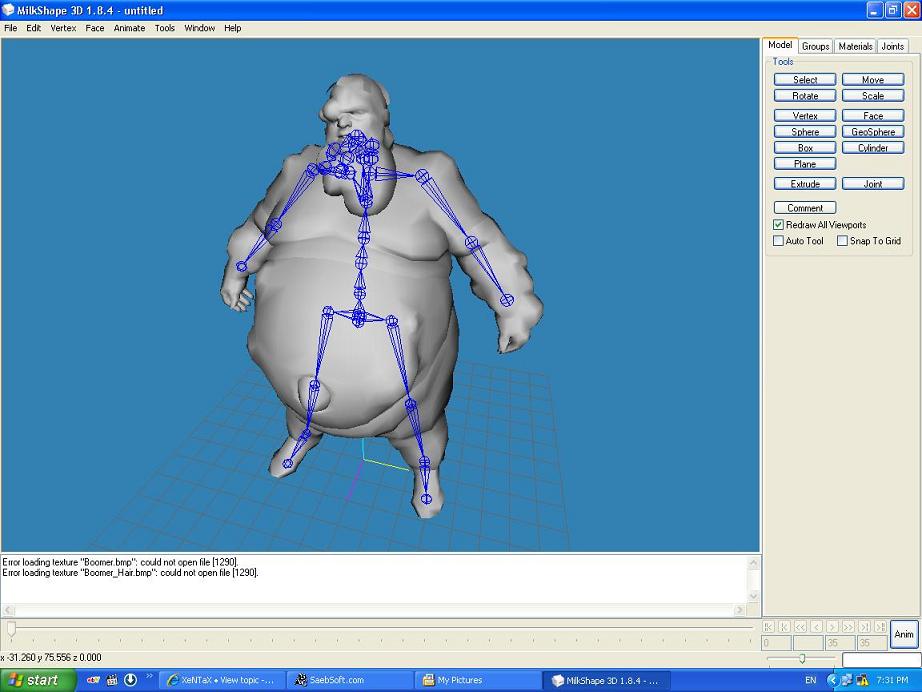 MilkShape 3D 1.8.4 - untitled
File Edit Vertex Face Animate Tools Window Help
Model Groups Materials Joints
Tools
Select Move
Rotate Scale
Vertex Face
Sphere GeoSphere
Box Cylinder
Plane
Extrude Joint
Comment
Redraw All Viewports
Auto Tool Snap To Grid
Error loading texture "Boomer.bmp": could not open file [1290].
Error loading texture "Boomer_Hair.bmp": could not open file [1290].
0 35 35 Anim
x -31.260 y 75.556 z 0.000
start XeNTaX • View topic -... SaebSoft.com My Pictures MilkShape 3D 1.8.4 - ... EN 7:31 PM